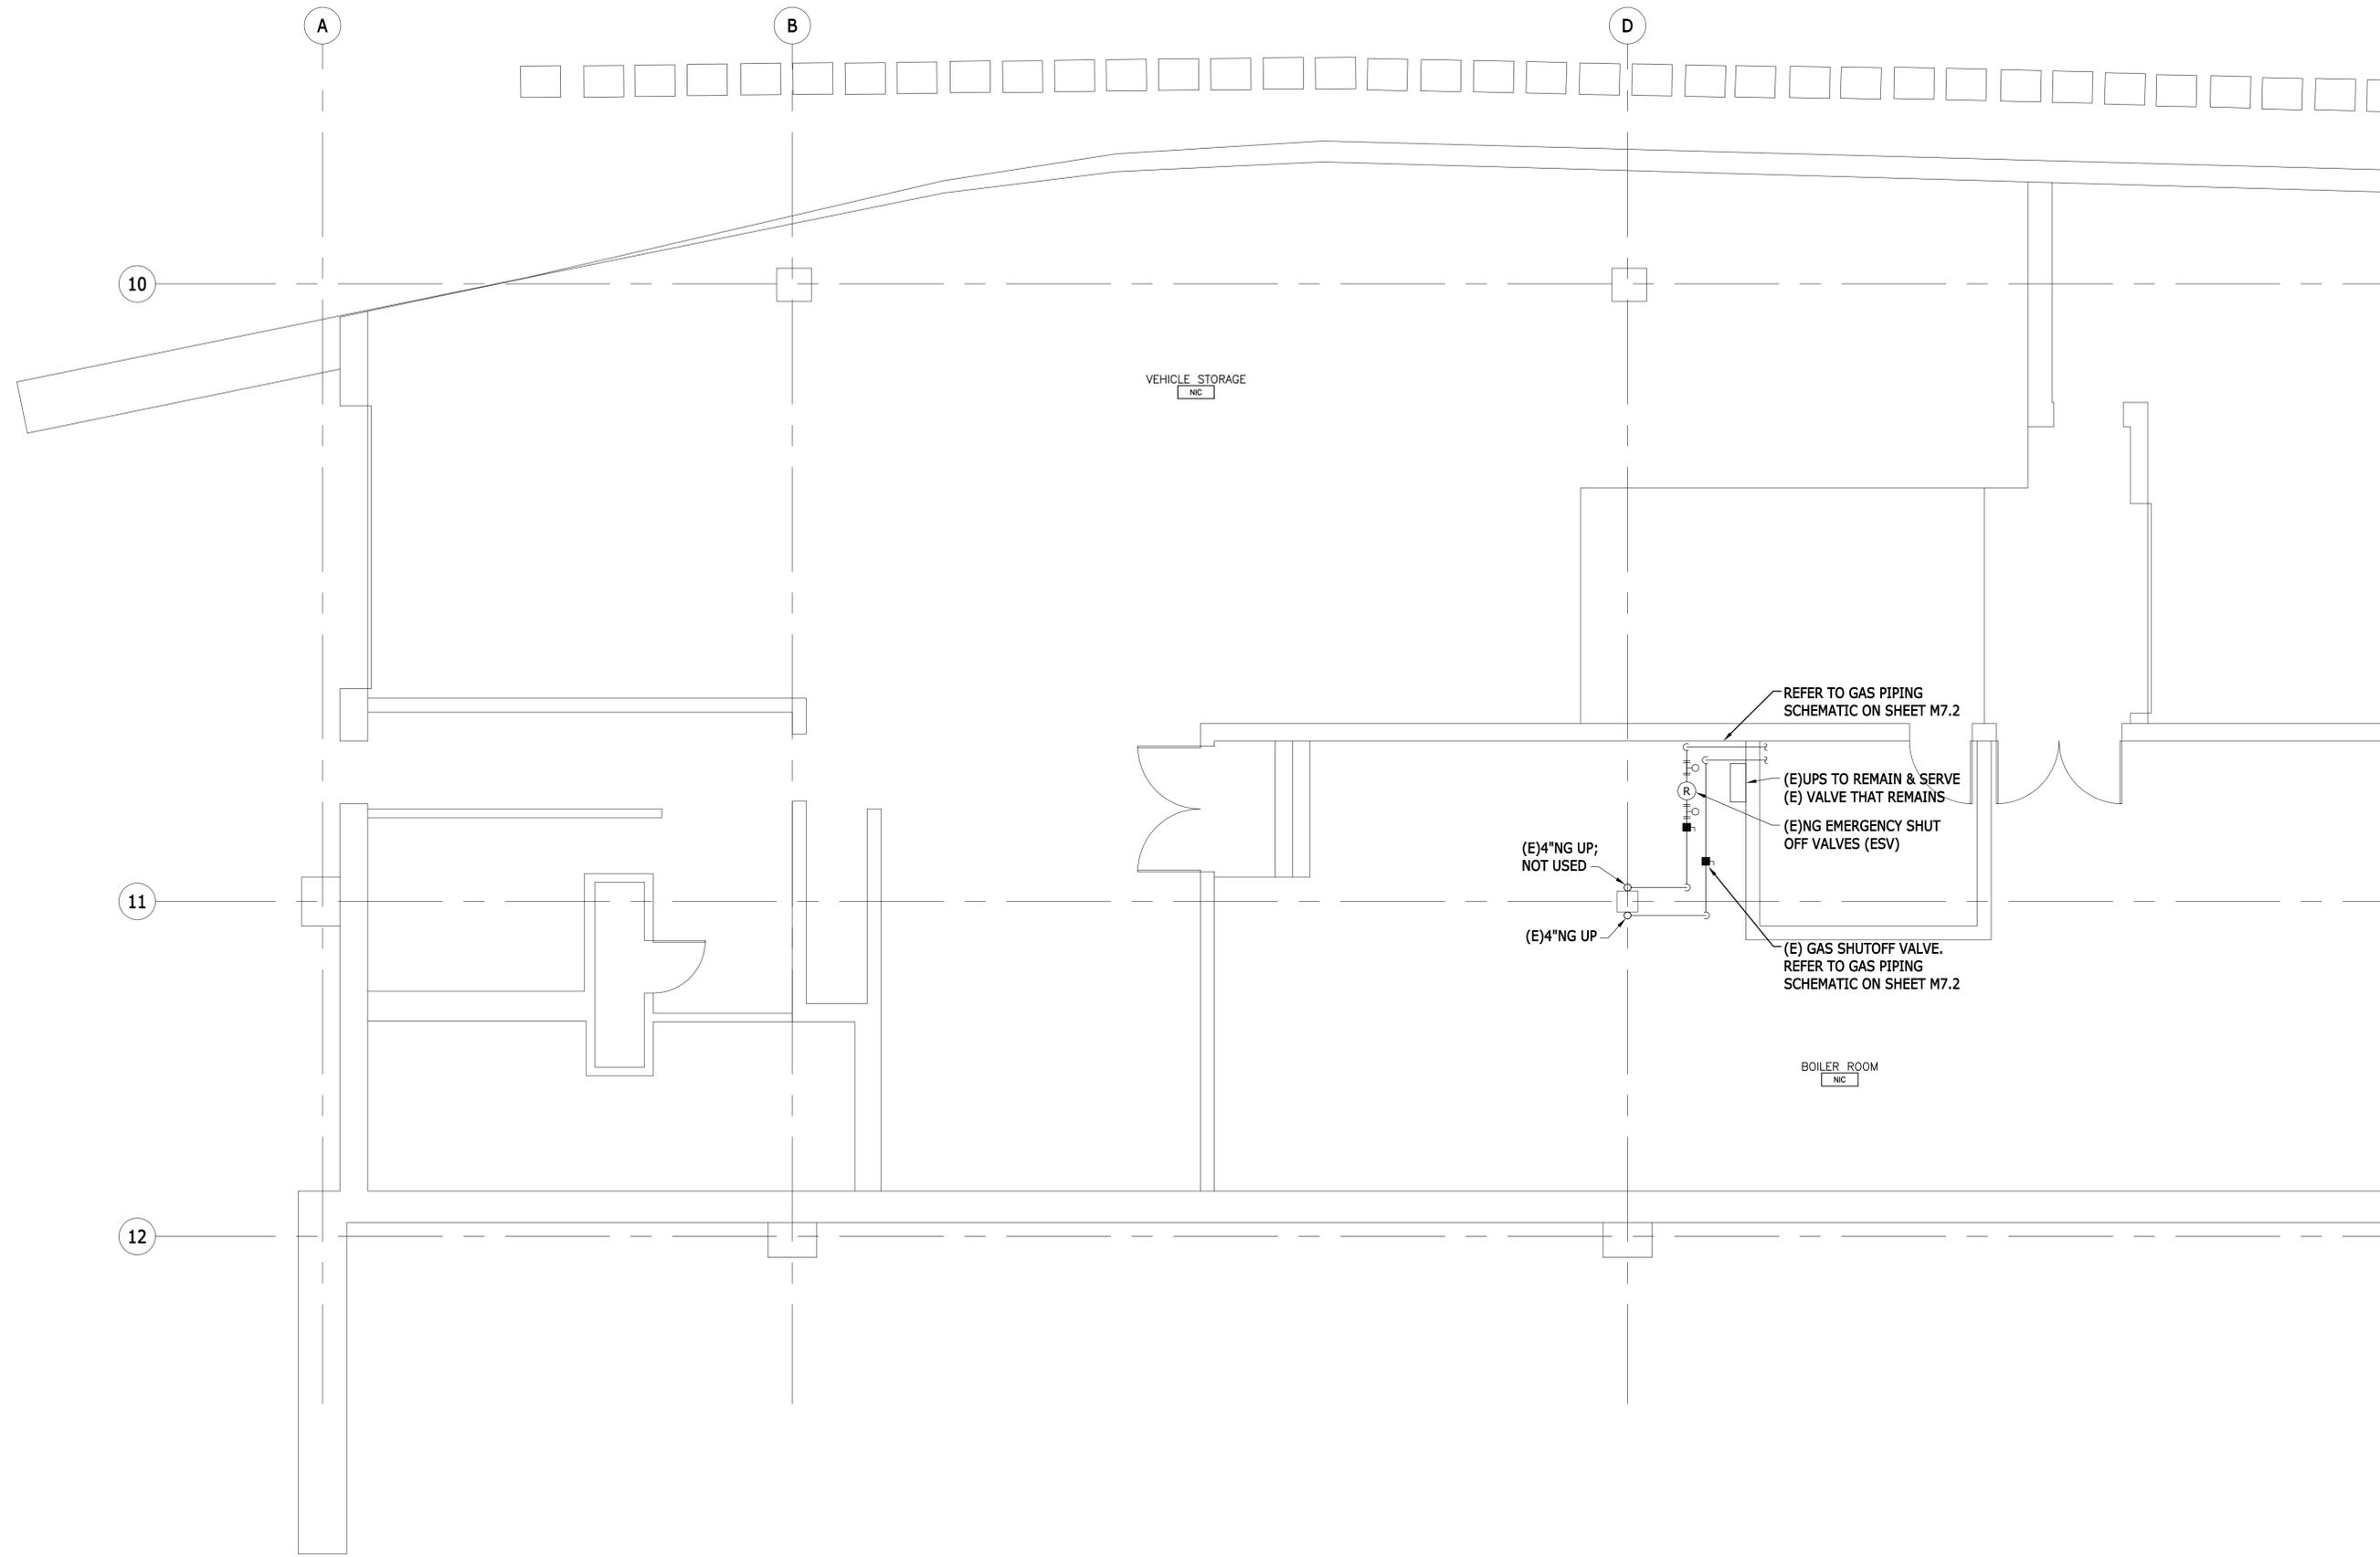 A
B
D
10
VEHICLE STORAGE
NIC
REFER TO GAS PIPING
SCHEMATIC ON SHEET M7.2
(E)UPS TO REMAIN & SERVE
(E) VALVE THAT REMAINS
R
(E)NG EMERGENCY SHUT
OFF VALVES (ESV)
(E)4"NG UP;
NOT USED
11
(E)4"NG UP
(E) GAS SHUTOFF VALVE.
REFER TO GAS PIPING
SCHEMATIC ON SHEET M7.2
BOILER ROOM
NIC
12